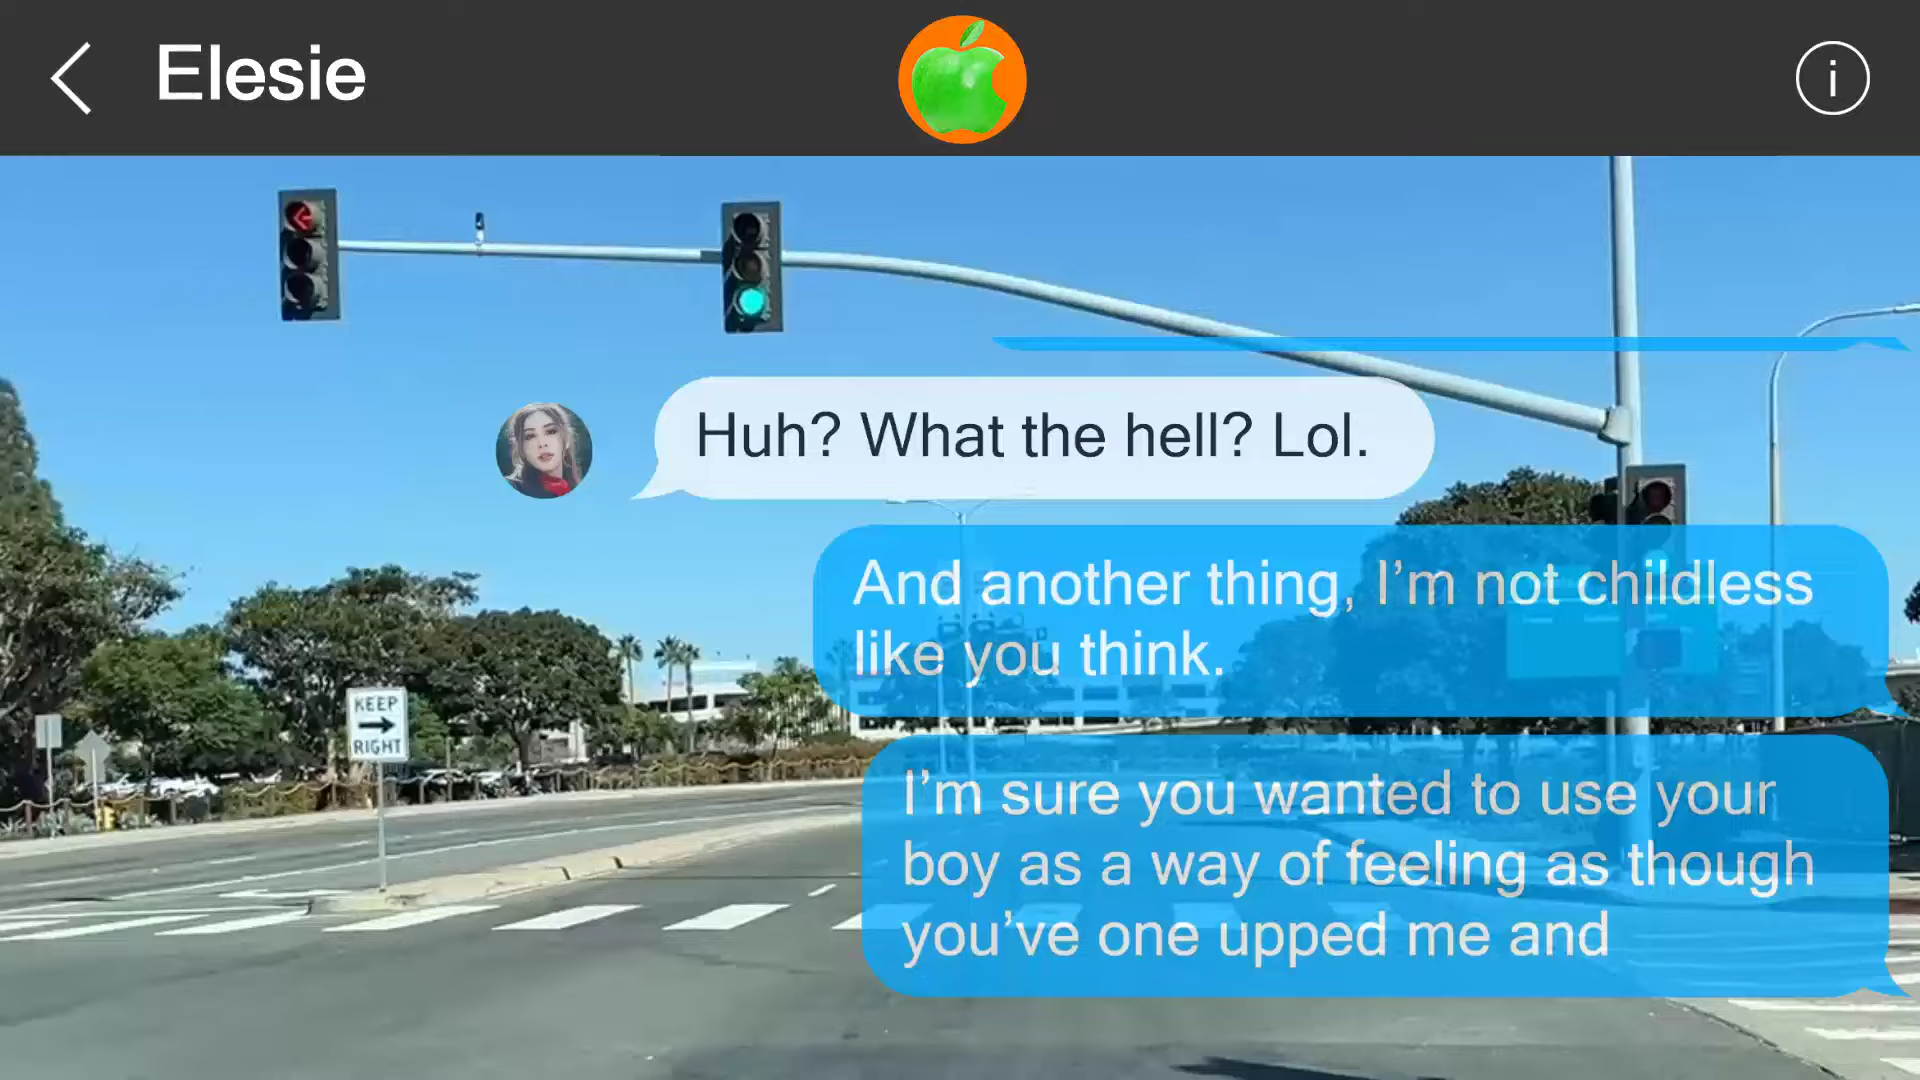 Elesie
i
Huh? What the hell? Lol.
And another thing, I’m not childless
like you think.
KEEP
RIGHT
I’m sure you wanted to use your
boy as a way of feeling as though
you’ve one upped me and